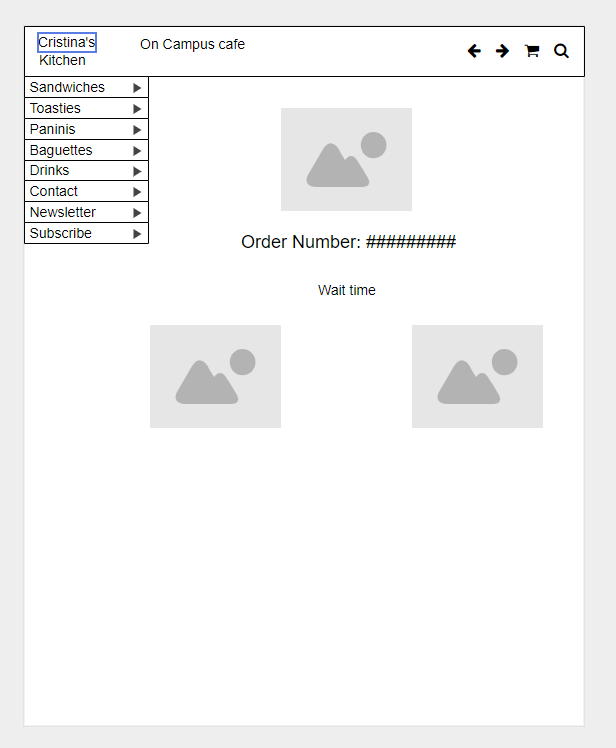 Cristina's
Kitchen
On Campus cafe
Sandwiches
Toasties
Paninis
Baguettes
Drinks
Contact
Newsletter
Subscribe
Order Number: #########
Wait time